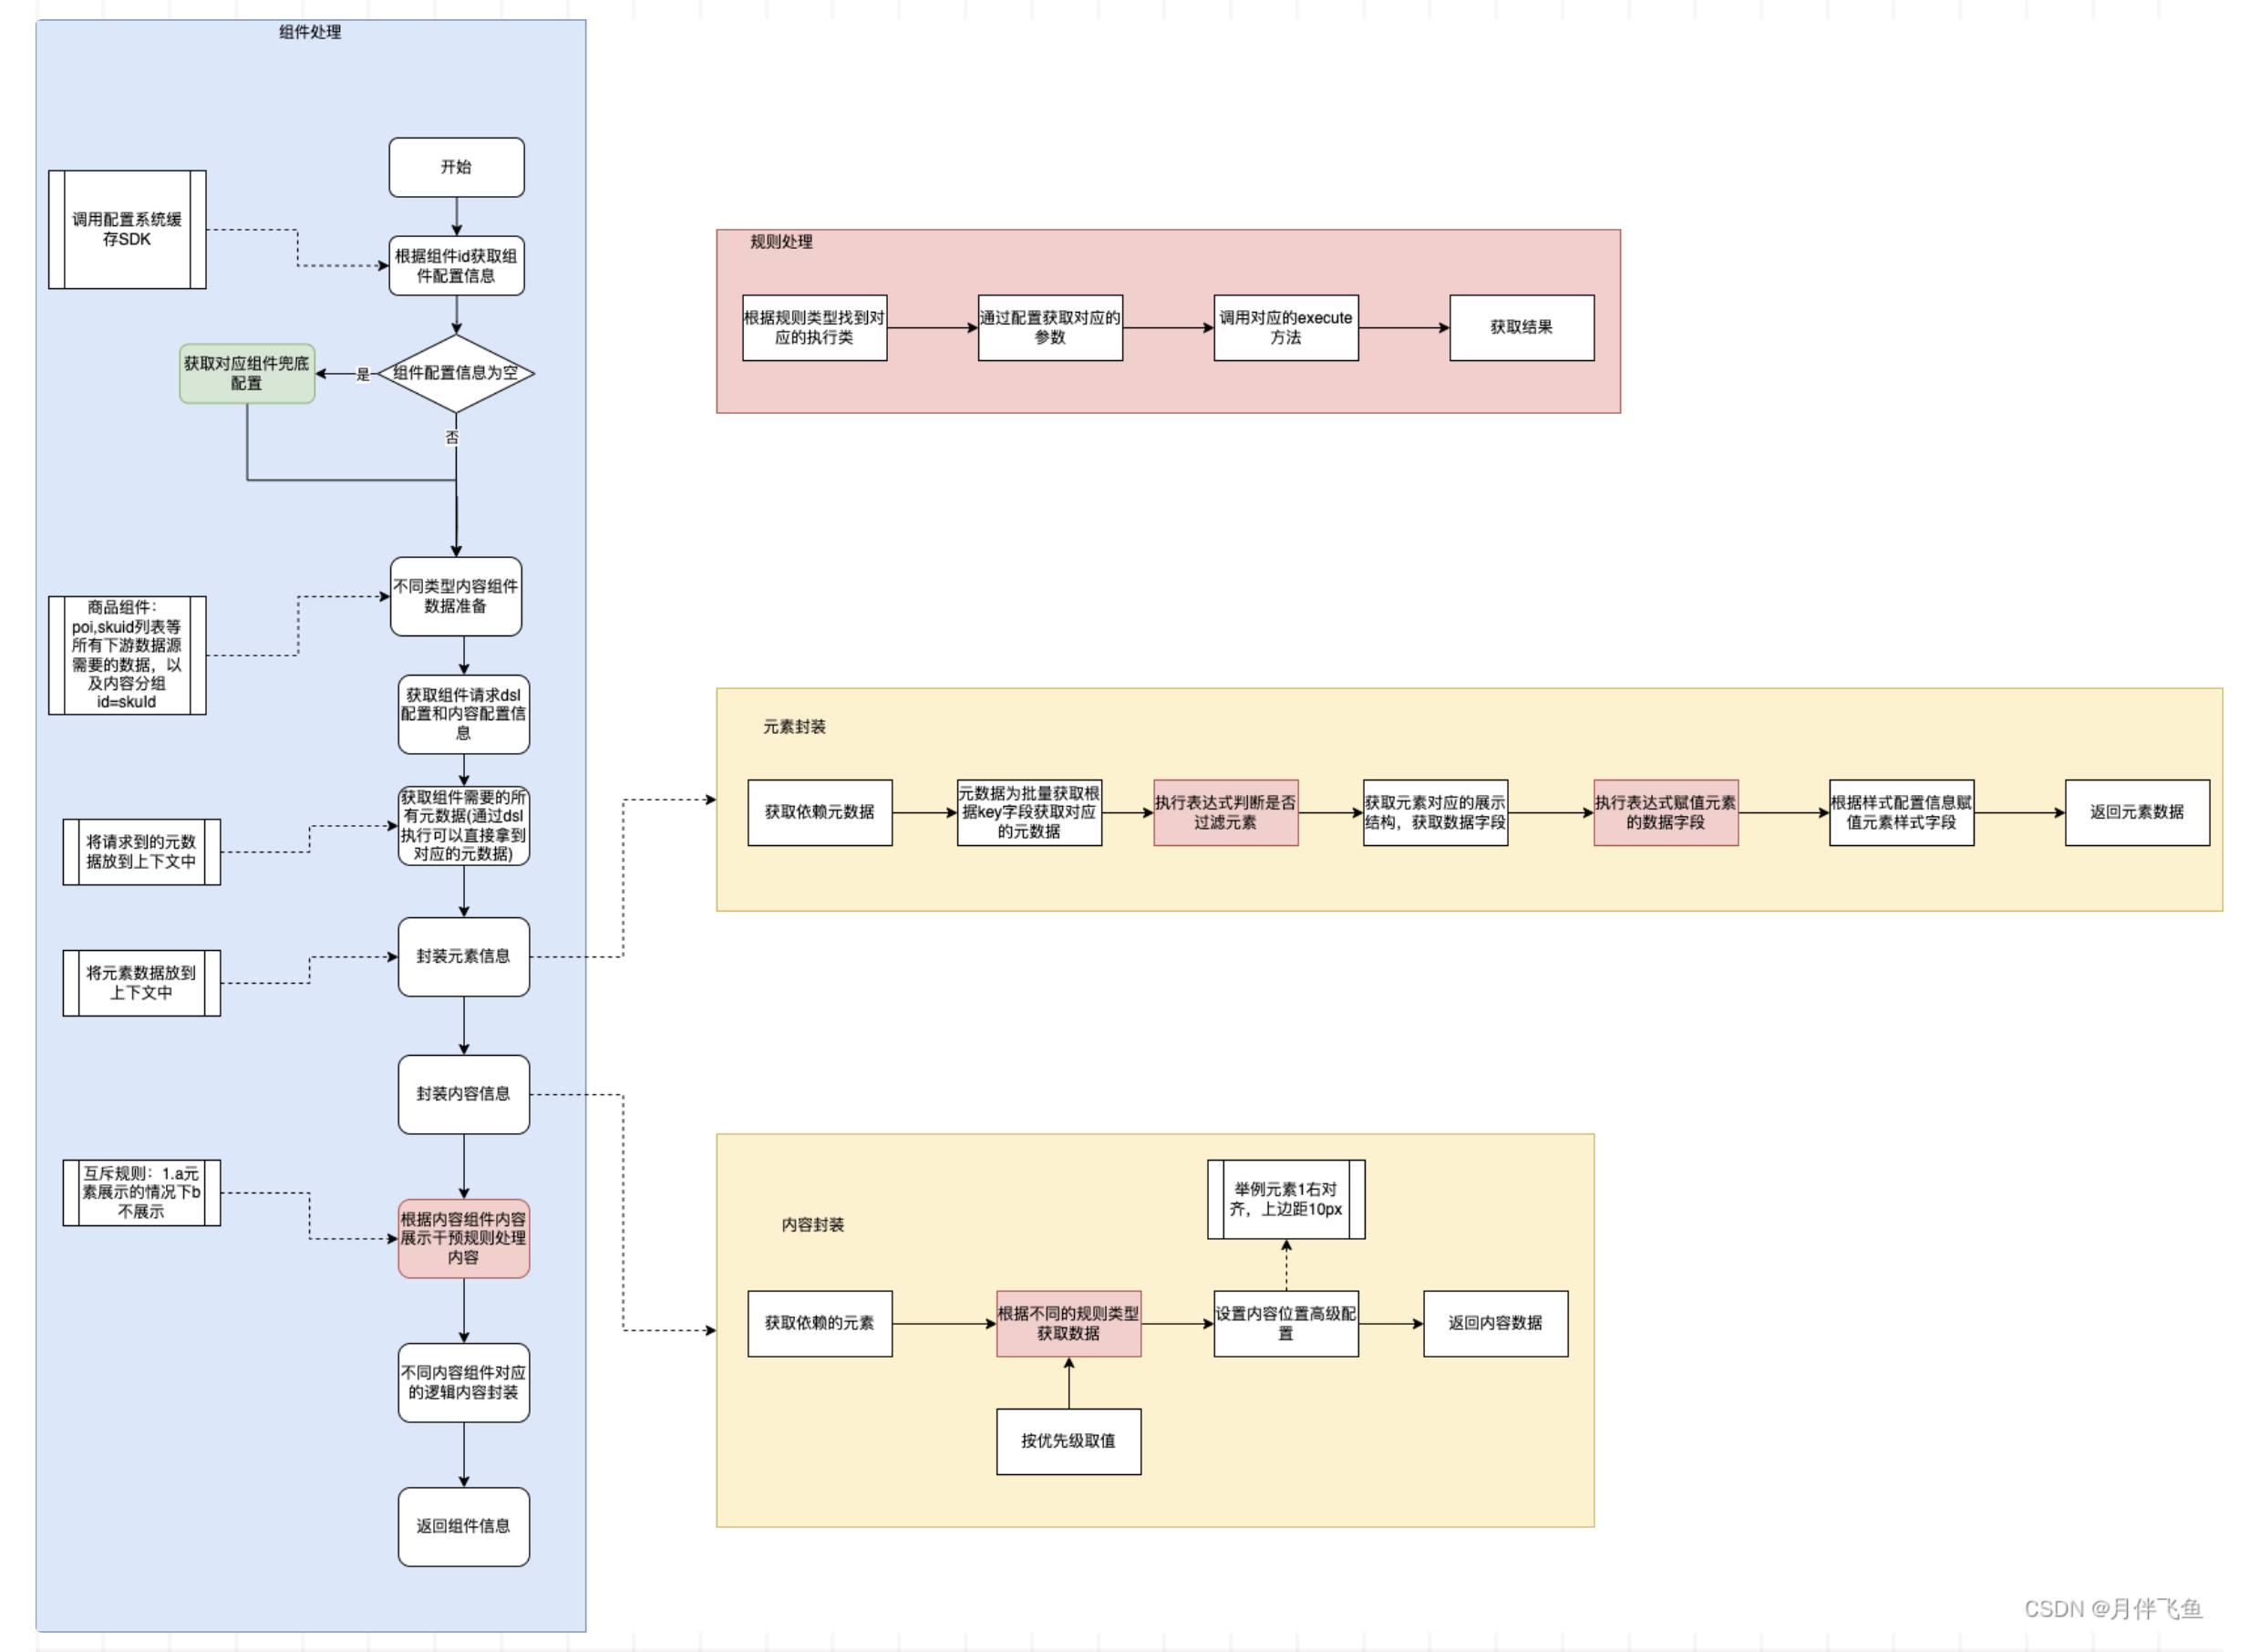 组件处理
开始
调用配置系统缓
存SDK
根据组件id获取组
件配置信息
组件配置信息为空
是
获取对应组件兜底
配置
否
不同类型内容组件
数据准备
商品组件：
poi,skuid列表等
所有下游数据源
需要的数据，以
及内容分组
id=skuId
获取组件请求dsl
配置和内容配置信
息
获取组件需要的所
有元数据(通过dsl
执行可以直接拿到
对应的元数据)
将请求到的元数
据放到上下文中
封装元素信息
将元素数据放到
上下文中
封装内容信息
互斥规则：1.a元
素展示的情况下b
不展示
根据内容组件内容
展示干预规则处理
内容
不同内容组件对应
的逻辑内容封装
返回组件信息
规则处理
根据规则类型找到对
应的执行类
通过配置获取对应的
参数
调用对应的execute
方法
获取结果
元素封装
获取依赖元数据
元数据为批量获取根
据key字段获取对应
的元数据
执行表达式判断是否
过滤元素
获取元素对应的展示
结构，获取数据字段
执行表达式赋值元素
的数据字段
根据样式配置信息赋
值元素样式字段
返回元素数据
内容封装
举例元素1右对
齐，上边距10px
获取依赖的元素
根据不同的规则类型
获取数据
设置内容位置高级配
置
返回内容数据
按优先级取值
CSDN @月伴飞鱼